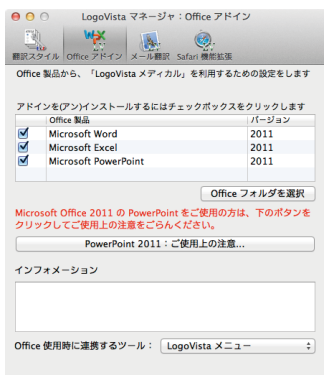 LogoVista マネージャ：Office アドイン
翻訳スタイル Office アドイン メール翻訳 Safari 機能拡張
Office 製品から、「LogoVista メディカル」を利用するための設定をします
アドインを(アン)インストールするにはチェックボックスをクリックします
Office 製品 バージョン
Microsoft Word 2011
Microsoft Excel 2011
Microsoft PowerPoint 2011
Office フォルダを選択
Microsoft Office 2011 の PowerPoint をご使用の方は、下のボタンを
クリックしてご使用上の注意をごらんください。
PowerPoint 2011：ご使用上の注意...
インフォメーション
Office 使用時に連携するツール： LogoVista メニュー